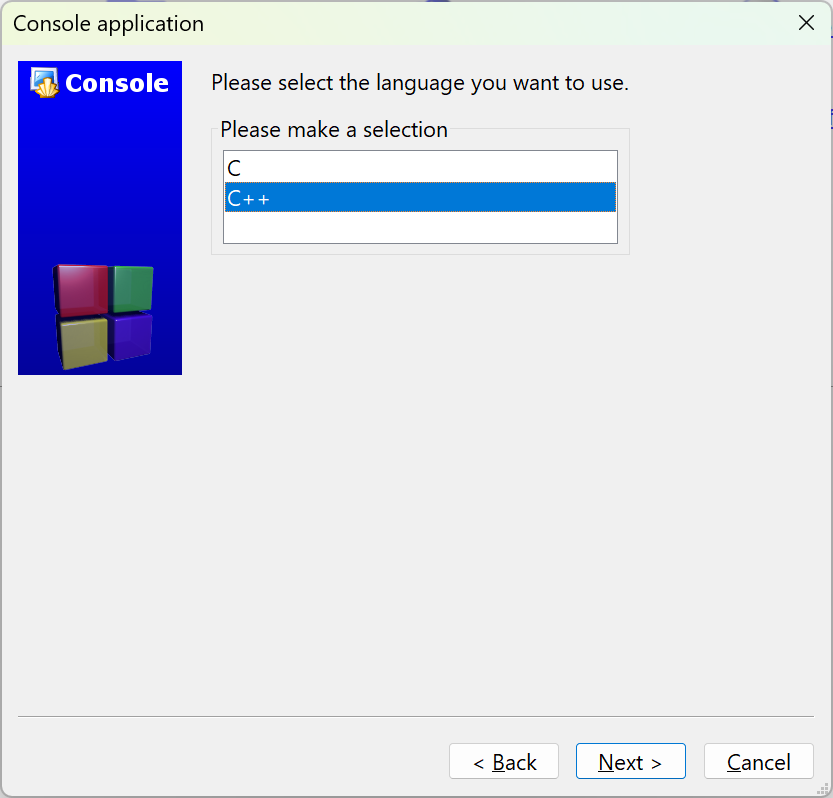 Console application
Console
Please select the language you want to use.
Please make a selection
C
C++
< Back
Next >
Cancel